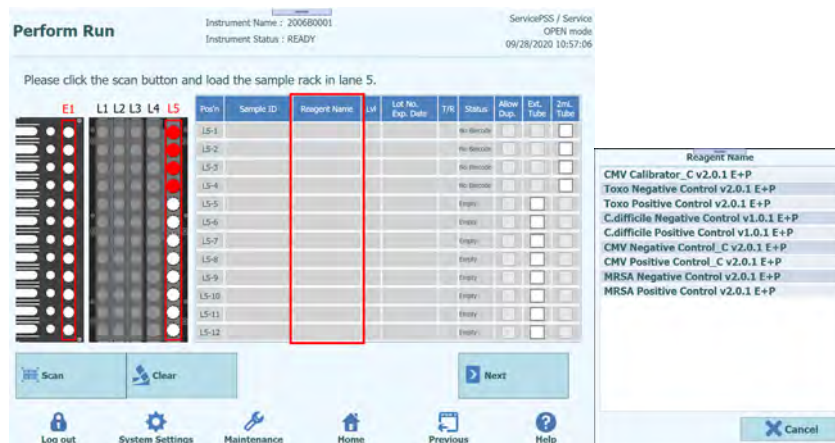 Perform Run
Instrument Name : 2006B0001
Instrument Status : READY
ServicePSS / Service
OPEN mode
09/28/2020 10:57:06
Please click the scan button and load the sample rack in lane 5.
E1 L1 L2 L3 L4 L5
Pos'n Sample ID Reagent Name Lvl Lot No. Exp. Date T/R Status Allow Dup. Ext. Tube 2mL Tube
L5-1 No Barcode
L5-2 No Barcode
L5-3 No Barcode
L5-4 No Barcode
L5-5 Empty
L5-6 Empty
L5-7 Empty
L5-8 Empty
L5-9 Empty
L5-10 Empty
L5-11 Empty
L5-12 Empty
Scan Clear Next
Log out System Settings Maintenance Home Previous Help
Reagent Name
CMV Calibrator_C v2.0.1 E+P
Toxo Negative Control v2.0.1 E+P
Toxo Positive Control v2.0.1 E+P
C.difficile Negative Control v1.0.1 E+P
C.difficile Positive Control v1.0.1 E+P
CMV Negative Control_C v2.0.1 E+P
CMV Positive Control_C v2.0.1 E+P
MRSA Negative Control v2.0.1 E+P
MRSA Positive Control v2.0.1 E+P
Cancel